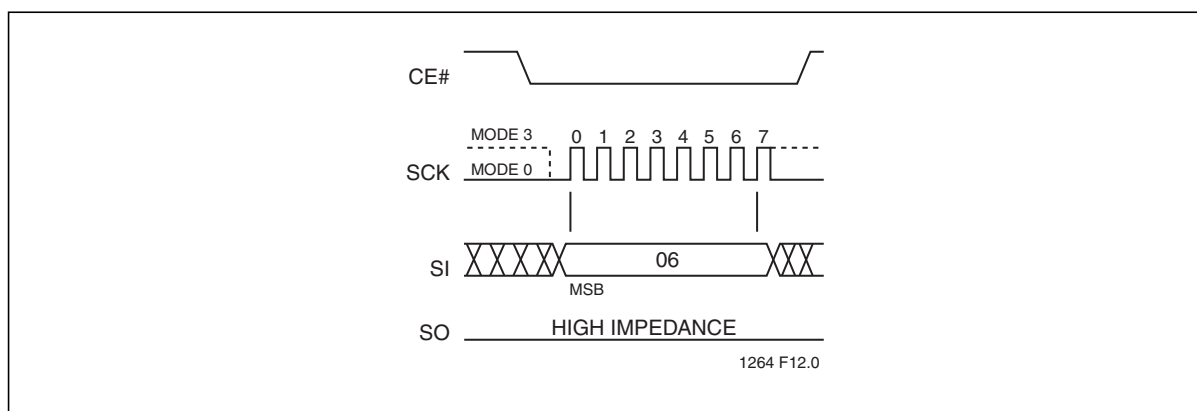 CE#
MODE 3
0 1 2 3 4 5 6 7
SCK
MODE 0
SI
06
MSB
SO
HIGH IMPEDANCE
1264 F12.0